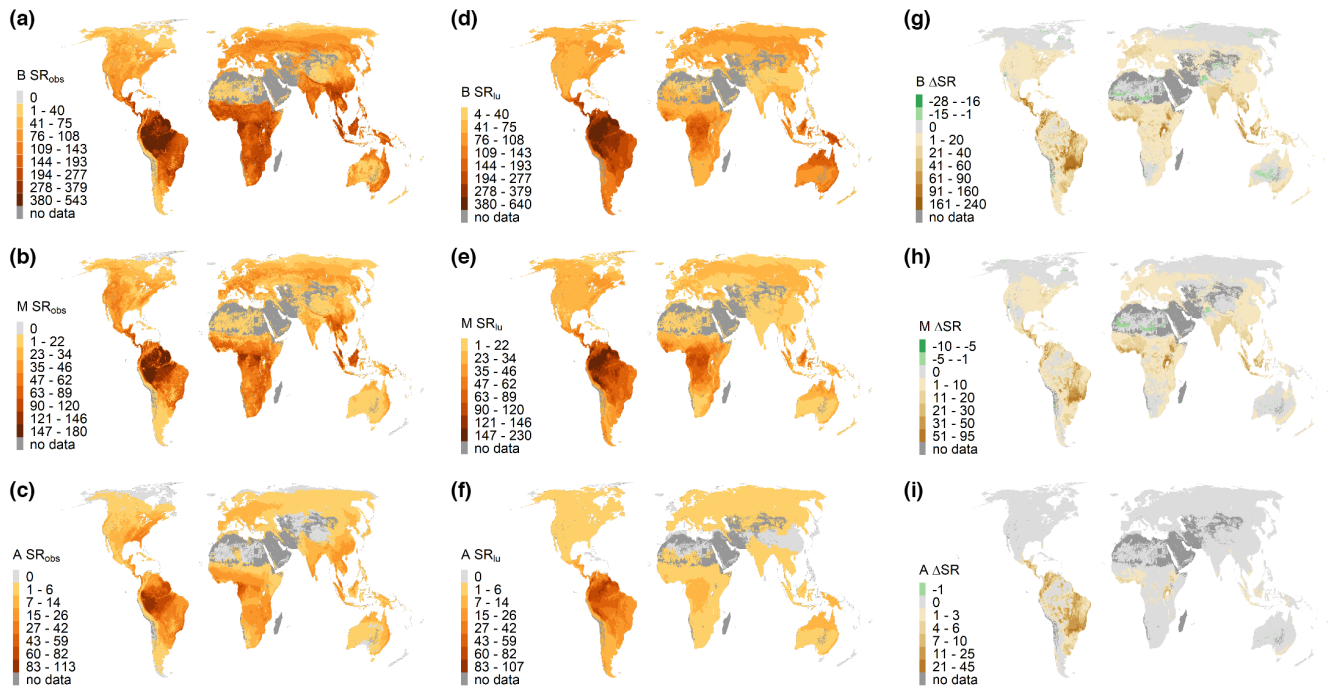 (a)
B SRobs
0
1 - 40
41 - 75
76 - 108
109 - 143
144 - 193
194 - 277
278 - 379
380 - 543
no data
(d)
B SRlu
4 - 40
41 - 75
76 - 108
109 - 143
144 - 193
194 - 277
278 - 379
380 - 640
no data
(g)
B ΔSR
-28 - -16
-15 - -1
0
1 - 20
21 - 40
41 - 60
61 - 90
91 - 160
161 - 240
no data
(b)
M SRobs
0
1 - 22
23 - 34
35 - 46
47 - 62
63 - 89
90 - 120
121 - 146
147 - 180
no data
(e)
M SRlu
1 - 22
23 - 34
35 - 46
47 - 62
63 - 89
90 - 120
121 - 146
147 - 230
no data
(h)
M ΔSR
-10 - -5
-5 - -1
0
1 - 10
11 - 20
21 - 30
31 - 50
51 - 95
no data
(c)
A SRobs
0
1 - 6
7 - 14
15 - 26
27 - 42
43 - 59
60 - 82
83 - 113
no data
(f)
A SRlu
0
1 - 6
7 - 14
15 - 26
27 - 42
43 - 59
60 - 82
83 - 107
no data
(i)
A ΔSR
-1
0
1 - 3
4 - 6
7 - 10
11 - 25
21 - 45
no data